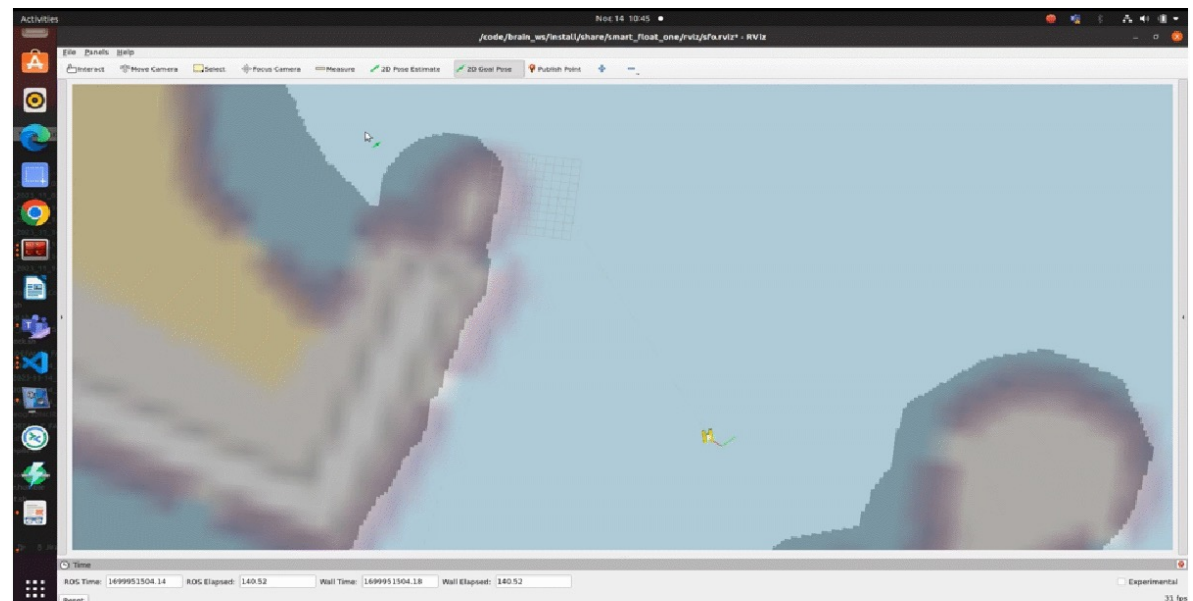 Activities
Nov 14 10:45
/code/brain_ws/install/share/smart_float_one/rviz/sfo.rviz* - RViz
File Panels Help
Interact Move Camera Select Focus Camera Measure 2D Pose Estimate 2D Goal Pose Publish Point
Time
ROS Time: 1699951504.14 ROS Elapsed: 140.52 Wall Time: 1699951504.18 Wall Elapsed: 140.52 Experimental
Reset 31 fps